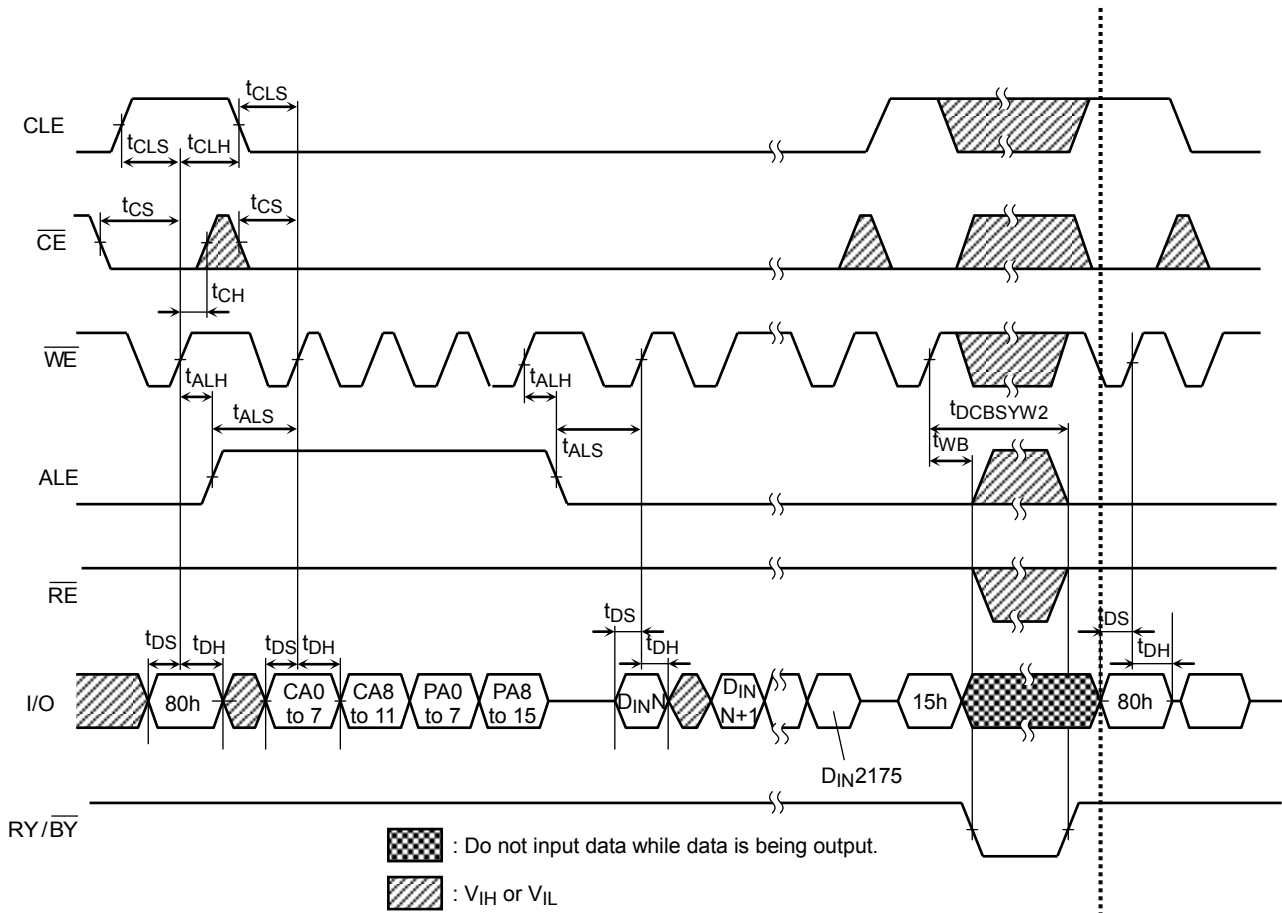 tCLS
CLE
tCLS tCLH
tCS tCS
CE
tCH
WE
tALH tALH
tDCBSYW2
tALS tALS tWB
ALE
RE
tDS tDH tDS tDH tDS tDH DS tDH
I/O 80h CA0 to 7 CA8 to 11 PA0 to 7 PA8 to 15 DINN DIN N+1 15h 80h
DIN2175
RY/BY
: Do not input data while data is being output.
: VIH or VIL